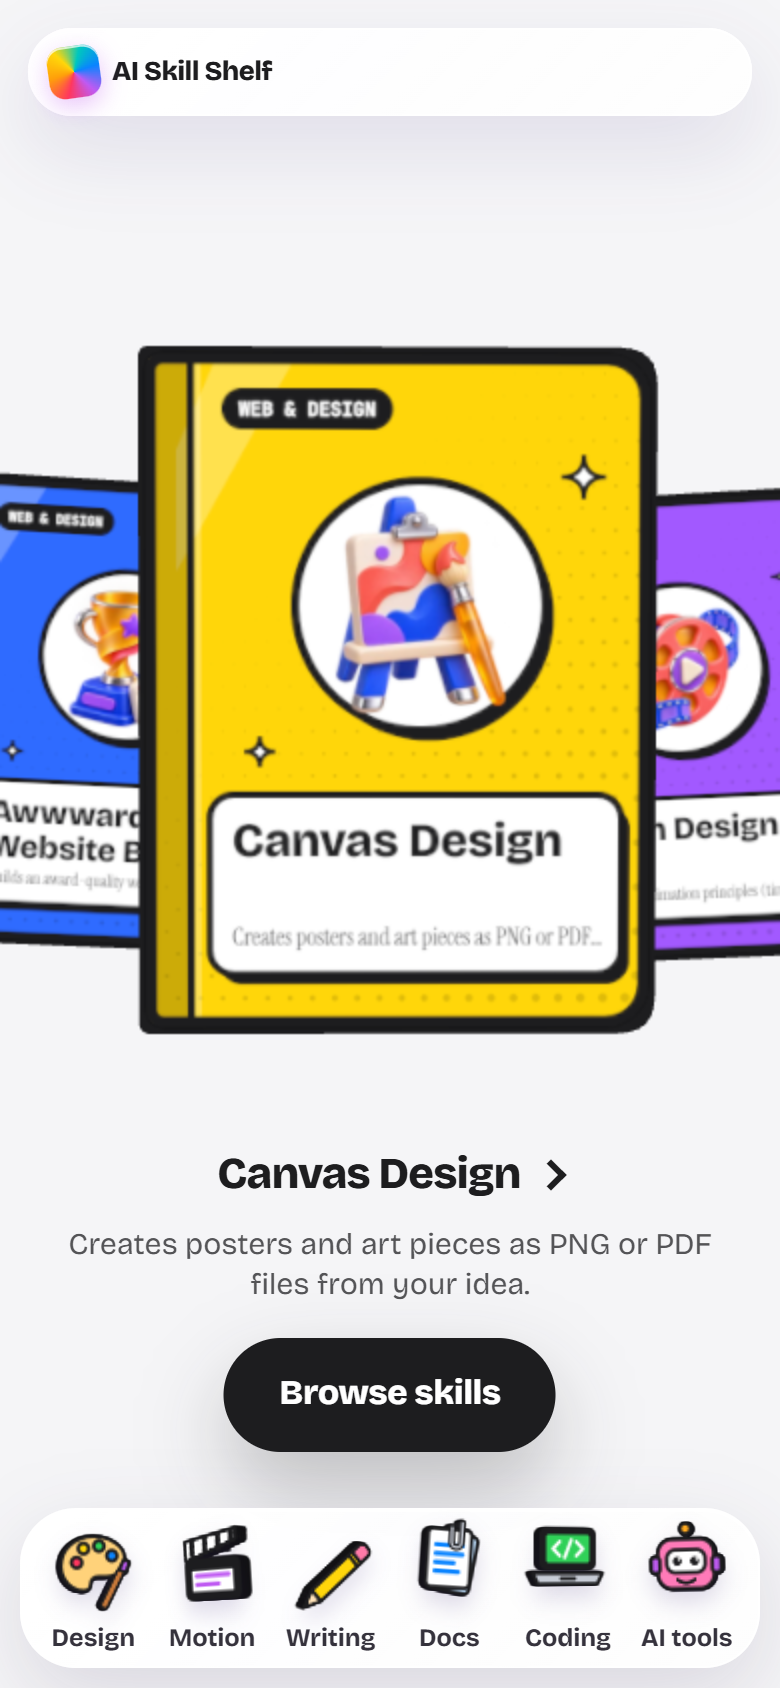 AI Skill Shelf
WEB & DESIGN
Canvas Design
Creates posters and art pieces as PNG or PDF...
WEB & DESIGN
Website
Design
Canvas Design
Creates posters and art pieces as PNG or PDF
files from your idea.
Browse skills
Design
Motion
Writing
Docs
Coding
AI tools